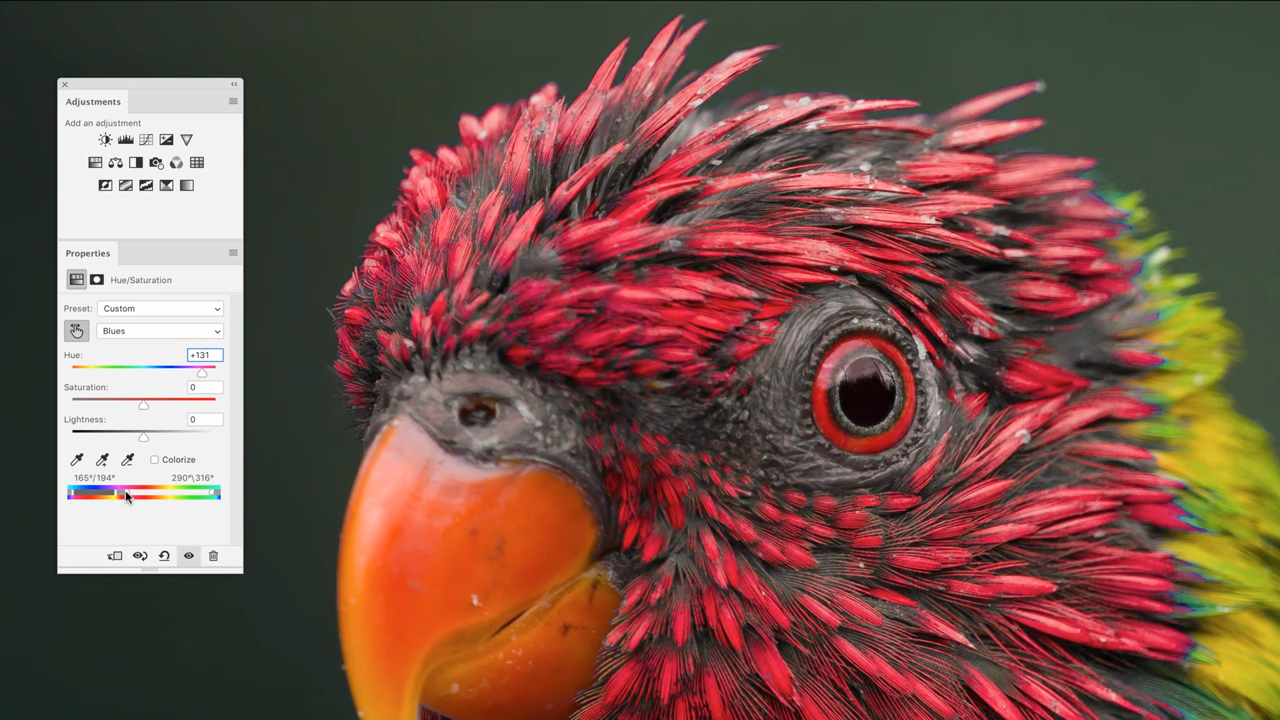 Adjustments
Add an adjustment
Properties
Hue/Saturation
Preset: Custom
Blues
Hue: +131
Saturation: 0
Lightness: 0
Colorize
165°/194° 290°\316°